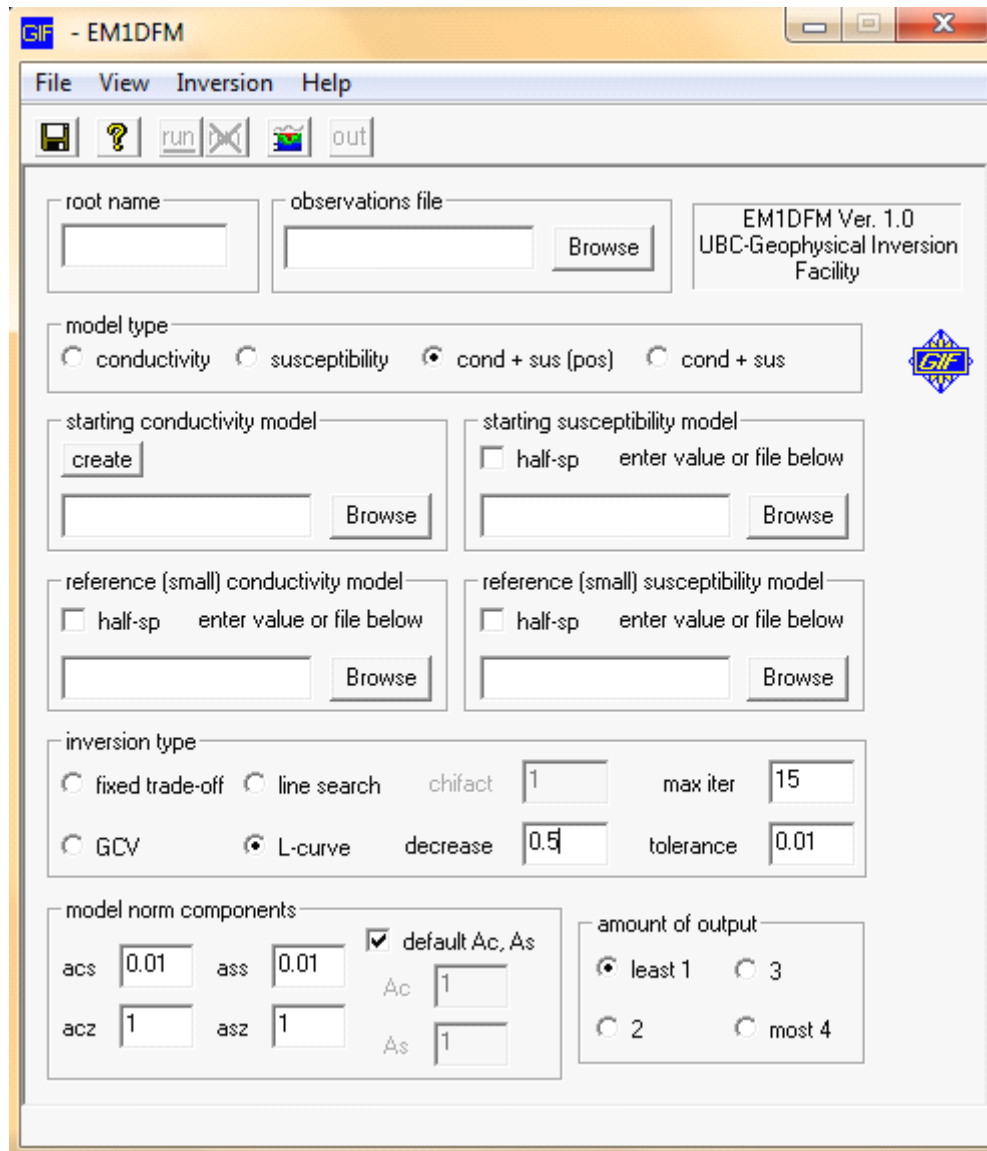 GIF - EM1DFM
File View Inversion Help
run out
root name
observations file
Browse
EM1DFM Ver. 1.0
UBC-Geophysical Inversion
Facility
model type
conductivity susceptibility cond + sus (pos) cond + sus
GIF
starting conductivity model
create
Browse
starting susceptibility model
half-sp enter value or file below
Browse
reference (small) conductivity model
half-sp enter value or file below
Browse
reference (small) susceptibility model
half-sp enter value or file below
Browse
inversion type
fixed trade-off line search chifact 1 max iter 15
GCV L-curve decrease 0.5 tolerance 0.01
model norm components
default Ac, As
acs 0.01 ass 0.01 Ac 1
acz 1 asz 1 As 1
amount of output
least 1 3
2 most 4